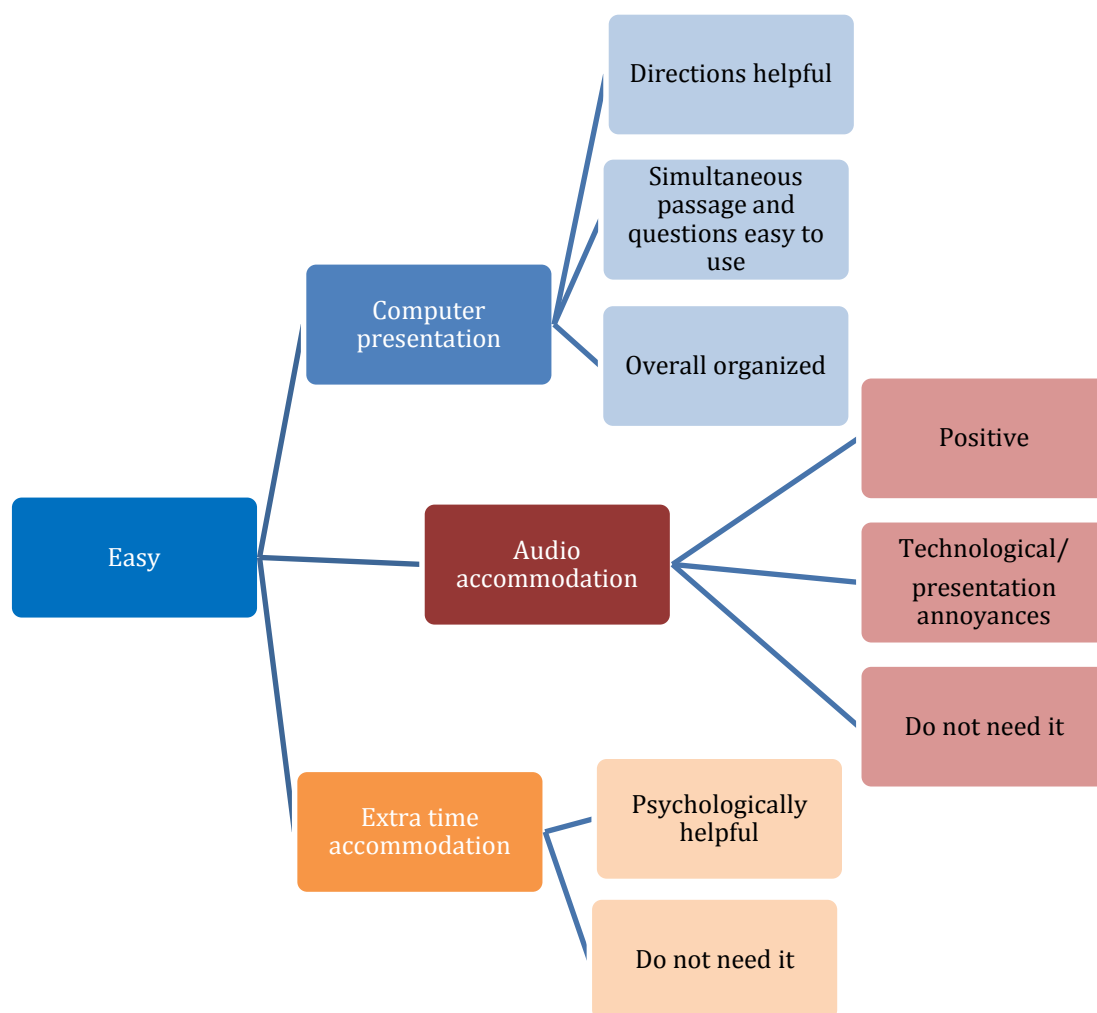 Directions helpful
Simultaneous
passage and
questions easy to
use
Computer
presentation
Overall organized
Positive
Easy
Audio
accommodation
Technological/
presentation
annoyances
Do not need it
Extra time
accommodation
Psychologically
helpful
Do not need it